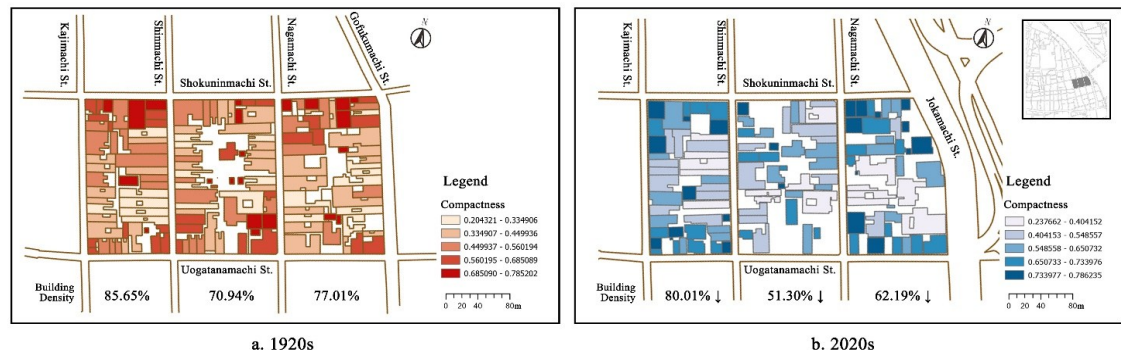 Kajimachi St.
Shinmachi St.
Nagamachi St.
Gofukumachi St.
N
Shokuninmachi St.
Legend
Compactness
0.204321 - 0.334906
0.334907 - 0.449936
0.449937 - 0.560194
0.560195 - 0.685089
0.685090 - 0.785202
Uogatanamachi St.
Building
Density
85.65%
70.94%
77.01%
0 20 40 80m
a. 1920s
Kajimachi St.
Shinmachi St.
Nagamachi St.
N
Shokuninmachi St.
Jokamachi St.
Legend
Compactness
0.237662 - 0.404152
0.404153 - 0.548557
0.548558 - 0.650732
0.650733 - 0.733976
0.733977 - 0.786235
Uogatanamachi St.
Building
Density
80.01% ↓
51.30% ↓
62.19% ↓
0 20 40 80m
b. 2020s